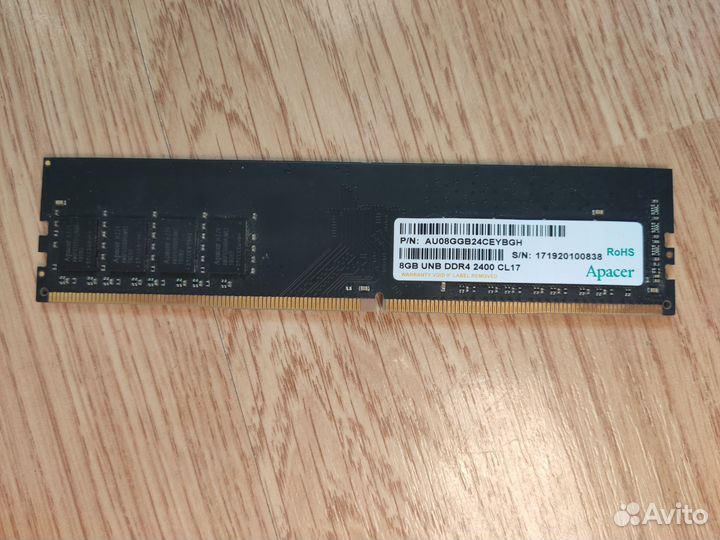 P/N: AU08GGB24CEYBGH
S/N: 171920100838
RoHS
8GB UNB DDR4 2400 CL17
Apacer
WARRANTY VOID IF LABEL REMOVED
Avito